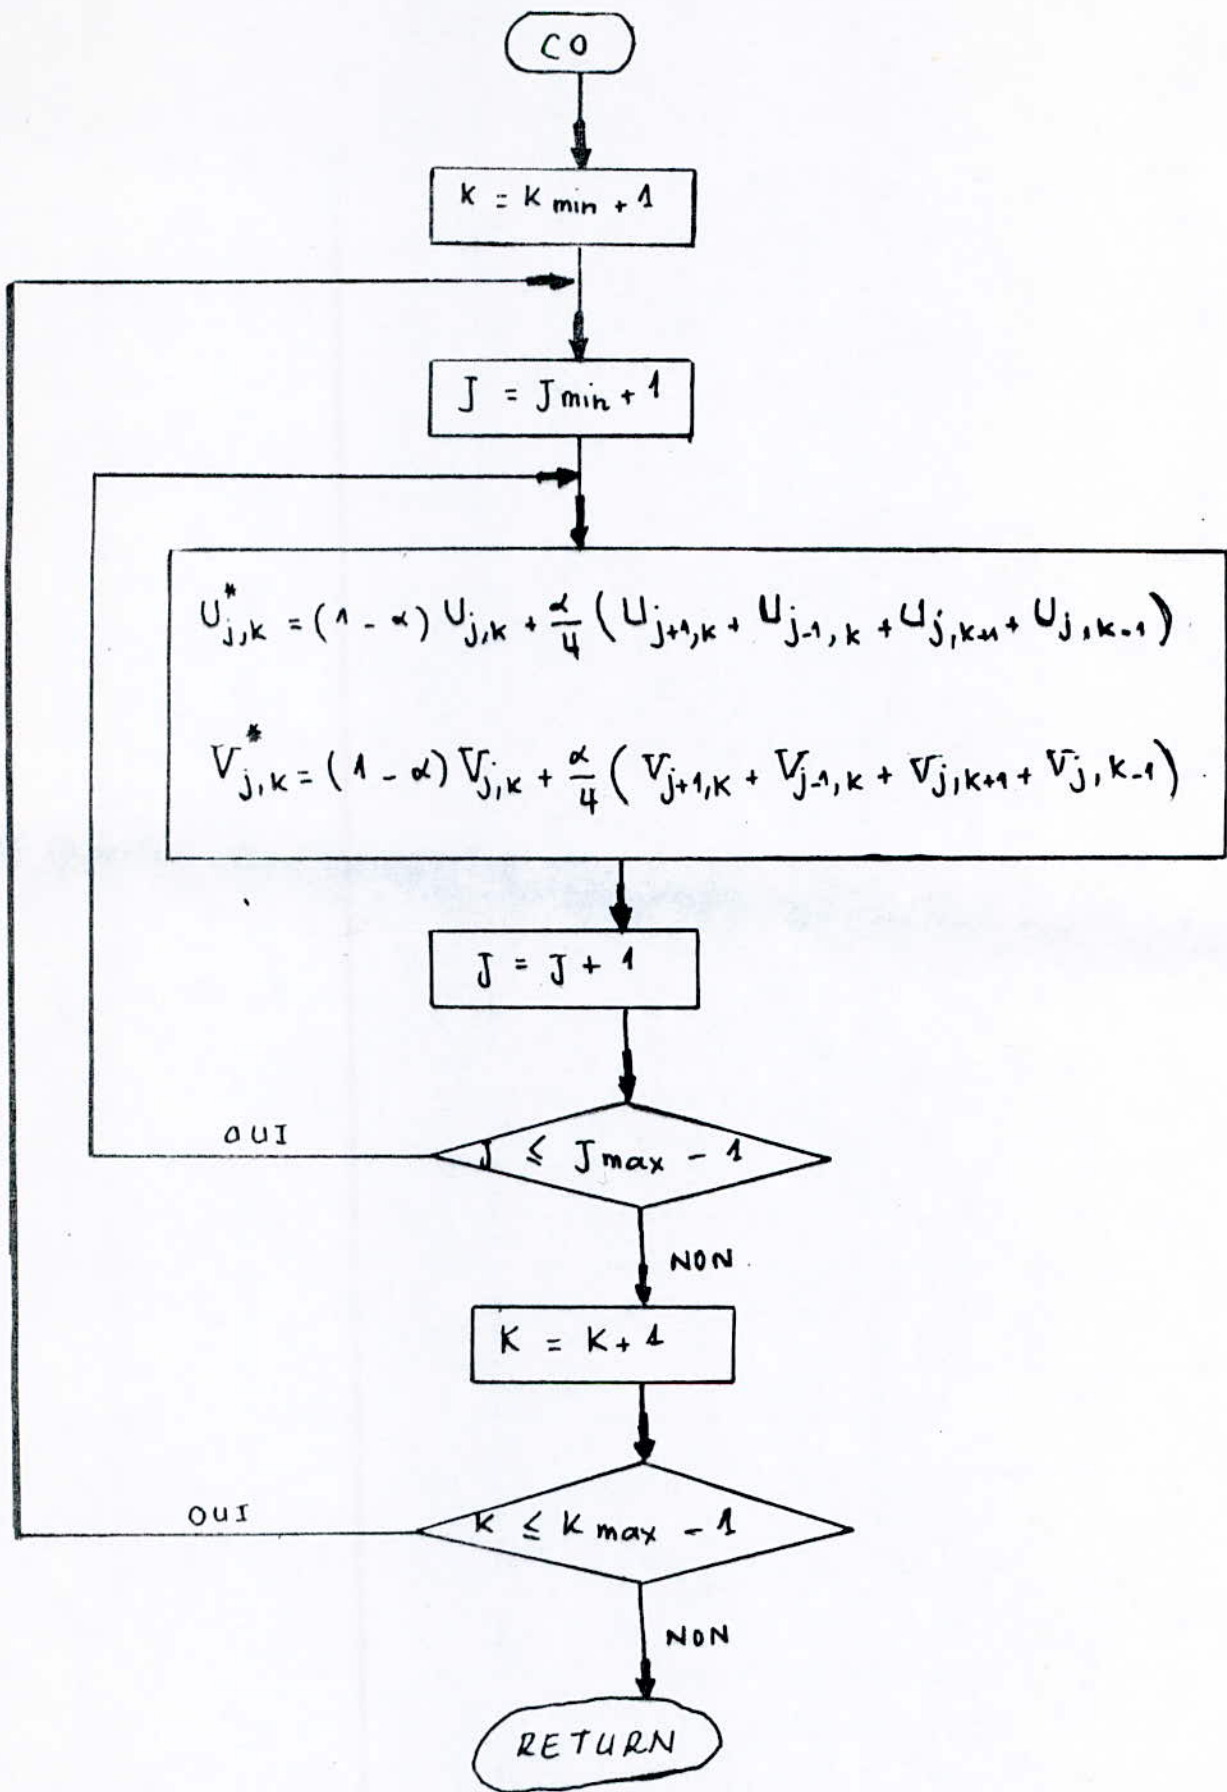 CO
K = K min + 1
J = J min + 1
U*j,k = (1 - α) Uj,k + α/4 (Uj+1,k + Uj-1,k + Uj,k+1 + Uj,k-1)
V*j,k = (1 - α) Vj,k + α/4 (Vj+1,k + Vj-1,k + Vj,k+1 + Vj,k-1)
J = J + 1
OUI
J ≤ J max - 1
NON
K = K + 1
OUI
K ≤ K max - 1
NON
RETURN